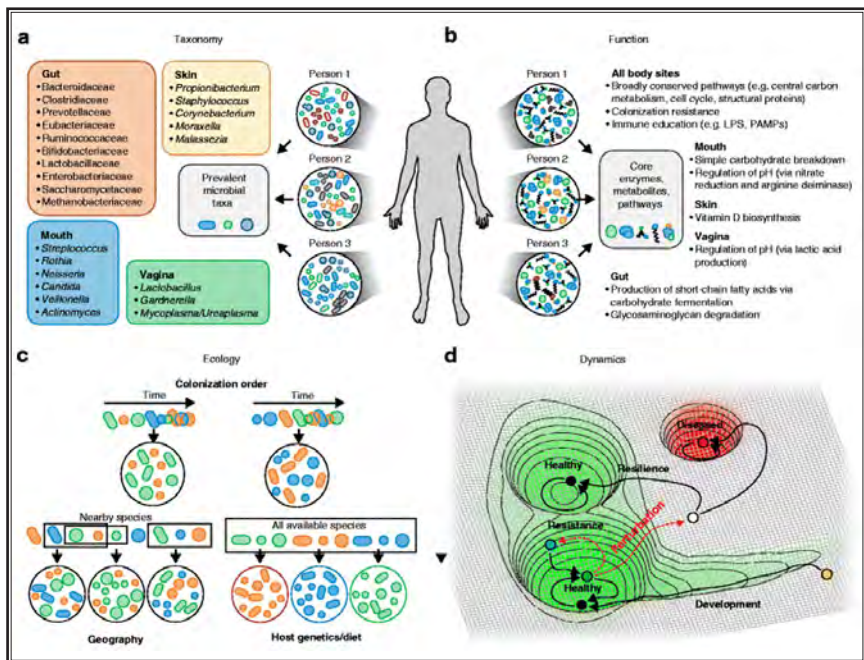 a
Taxonomy
Gut
•Bacteroidaceae
•Clostridiaceae
•Prevotellaceae
•Eubacteriaceae
•Ruminococcaceae
•Bifidobacteriaceae
•Lactobacillaceae
•Enterobacteriaceae
•Saccharomycetaceae
•Methanobacteriaceae
Skin
•Propionibacterium
•Staphylococcus
•Corynebacterium
•Moraxella
•Malassezia
Prevalent
microbial
taxa
Mouth
•Streptococcus
•Rothia
•Neisseria
•Candida
•Veillonella
•Actinomyces
Vagina
•Lactobacillus
•Gardnerella
•Mycoplasma/Ureaplasma
Person 1
Person 2
Person 3
b
Function
Person 1
Person 2
Person 3
Core
enzymes,
metabolites,
pathways
All body sites
•Broadly conserved pathways (e.g. central carbon
metabolism, cell cycle, structural proteins)
•Colonization resistance
•Immune education (e.g. LPS, PAMPs)
Mouth
•Simple carbohydrate breakdown
•Regulation of pH (via nitrate
reduction and arginine deiminase)
Skin
•Vitamin D biosynthesis
Vagina
•Regulation of pH (via lactic acid
production)
Gut
•Production of short-chain fatty acids via
carbohydrate fermentation
•Glycosaminoglycan degradation
c
Ecology
Colonization order
Time
Time
Nearby species
All available species
Geography
Host genetics/diet
d
Dynamics
Diseased
Healthy
Resilience
Resistance
Perturbation
Healthy
Development